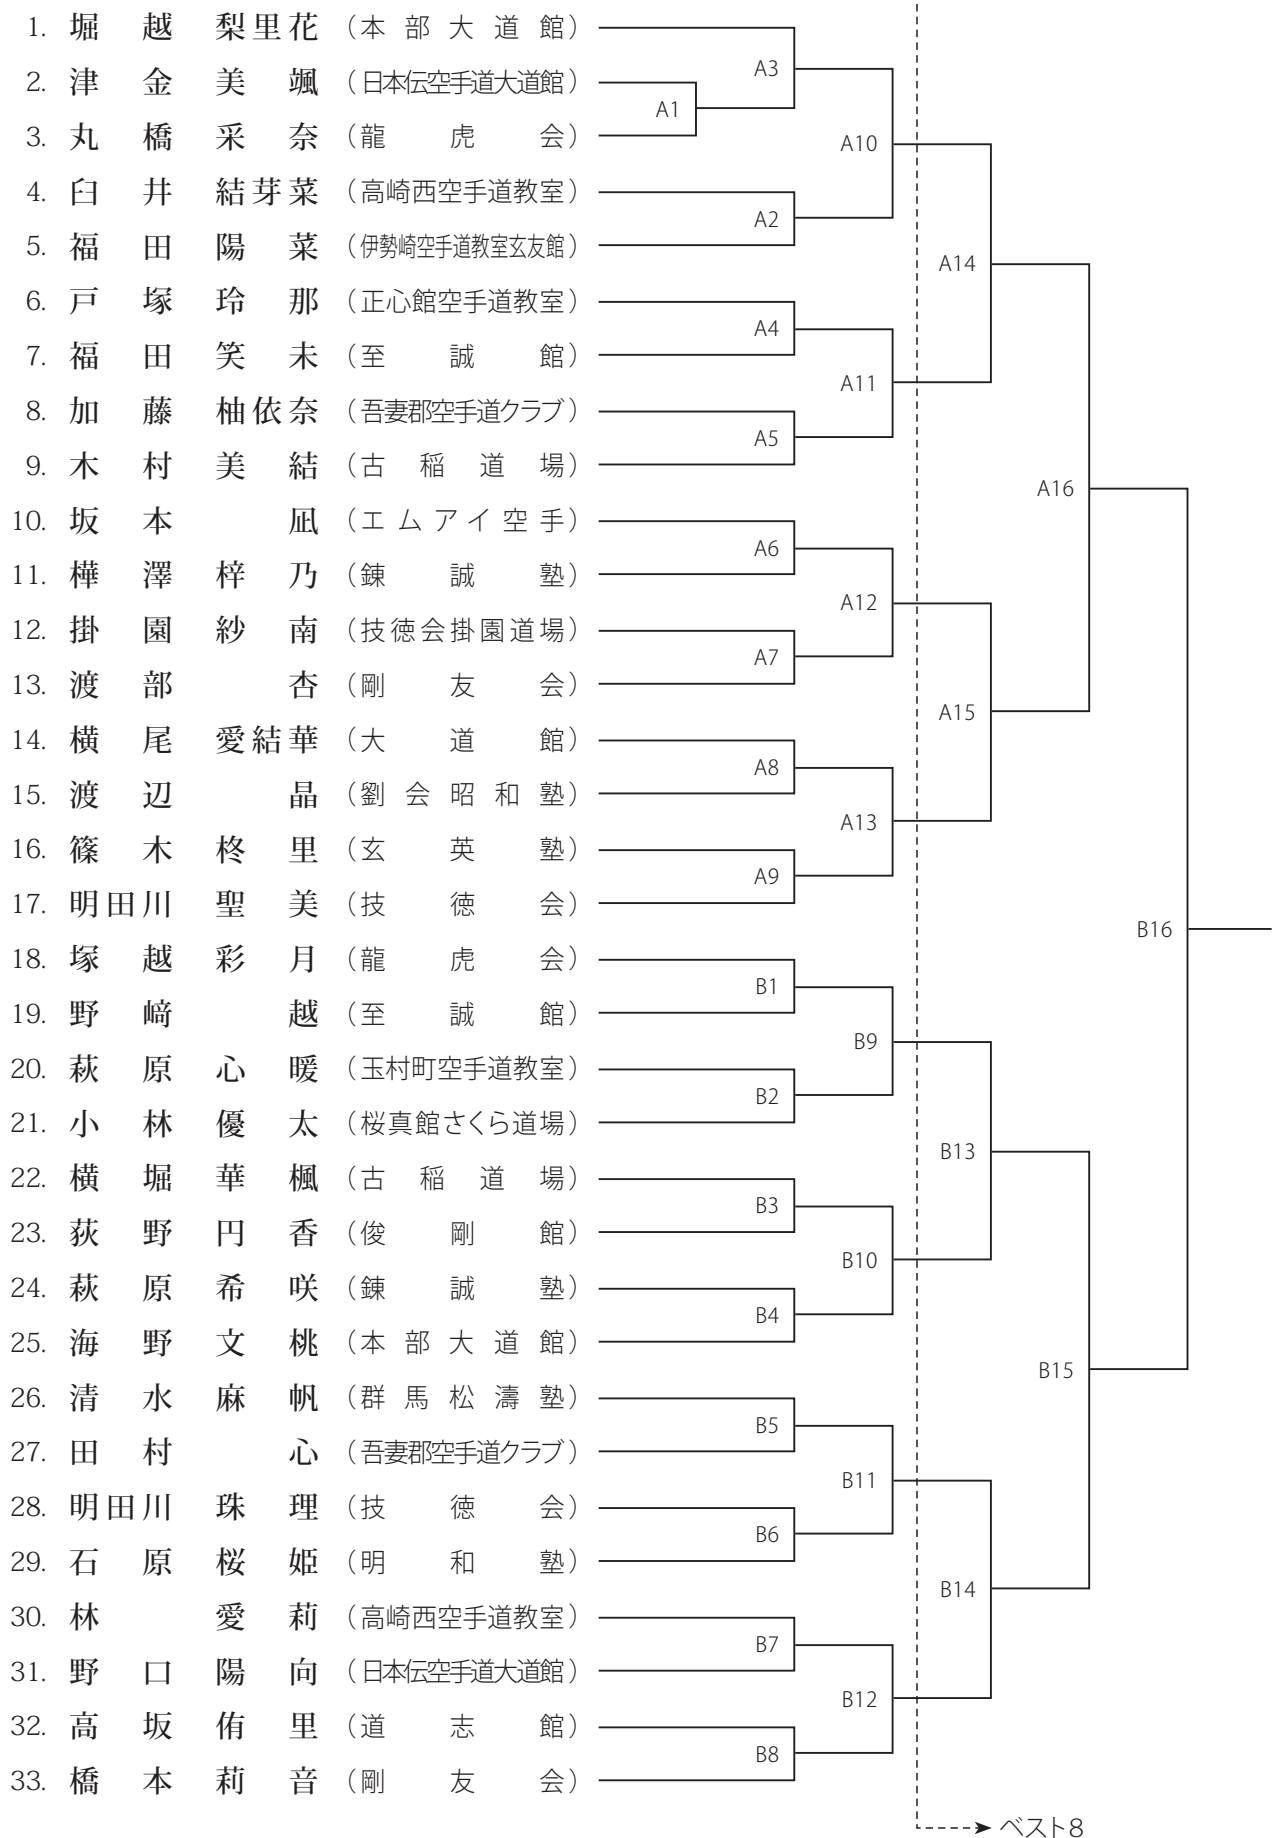 1. 堀越 梨里花 （本部大道館）
2. 津金 美颯 （日本伝空手道大道館）
3. 丸橋 采奈 （龍虎会）
4. 臼井 結芽菜 （高崎西空手道教室）
5. 福田 陽菜 （伊勢崎空手道教室玄友館）
6. 戸塚 玲那 （正心館空手道教室）
7. 福田 笑未 （至誠館）
8. 加藤 柚依奈 （吾妻郡空手道クラブ）
9. 木村 美結 （古稲道場）
10. 坂本 凪 （エムアイ空手）
11. 樺澤 梓乃 （錬誠塾）
12. 掛園 紗南 （技徳会掛園道場）
13. 渡部 杏 （剛友会）
14. 横尾 愛結華 （大道館）
15. 渡辺 晶 （劉会昭和塾）
16. 篠木 柊里 （玄英塾）
17. 明田川 聖美 （技徳会）
18. 塚越 彩月 （龍虎会）
19. 野﨑 越 （至誠館）
20. 萩原 心暖 （玉村町空手道教室）
21. 小林 優太 （桜真館さくら道場）
22. 横堀 華楓 （古稲道場）
23. 荻野 円香 （俊剛館）
24. 萩原 希咲 （錬誠塾）
25. 海野 文桃 （本部大道館）
26. 清水 麻帆 （群馬松濤塾）
27. 田村 心 （吾妻郡空手道クラブ）
28. 明田川 珠理 （技徳会）
29. 石原 桜姫 （明和塾）
30. 林 愛莉 （高崎西空手道教室）
31. 野口 陽向 （日本伝空手道大道館）
32. 高坂 侑里 （道志館）
33. 橋本 莉音 （剛友会）
A1
A3
A2
A4
A5
A6
A7
A8
A9
B1
B2
B3
B4
B5
B6
B7
B8
A10
A11
A12
A13
B9
B10
B11
B12
A14
A15
B13
B14
A16
B15
B16
ベスト8